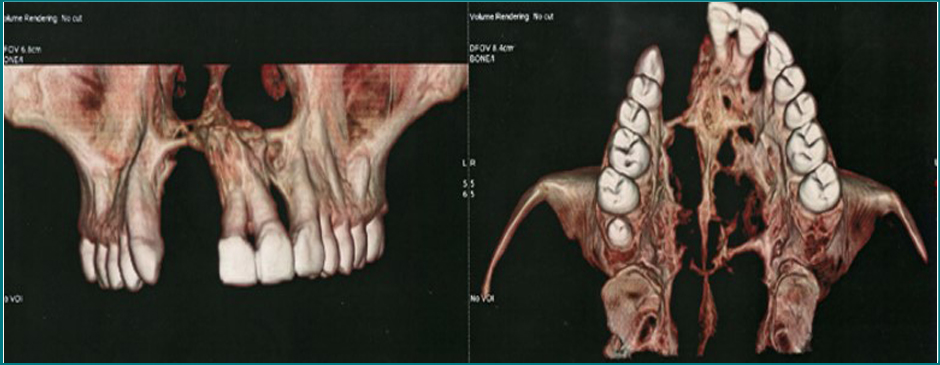 Volume Rendering No cut
DFOV 6.8cm
BONE/I
No VOI
L
5.5
6.5
Volume Rendering No cut
DFOV 8.4cm
BONE/I
R
No VOI
L